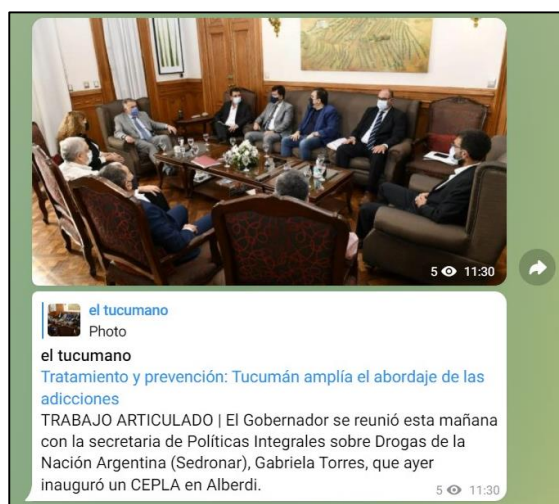 5 11:30
el tucumano
Photo
el tucumano
Tratamiento y prevención: Tucumán amplía el abordaje de las
adicciones
TRABAJO ARTICULADO | El Gobernador se reunió esta mañana
con la secretaria de Políticas Integrales sobre Drogas de la
Nación Argentina (Sedronar), Gabriela Torres, que ayer
inauguró un CEPLA en Alberdi.
5 11:30